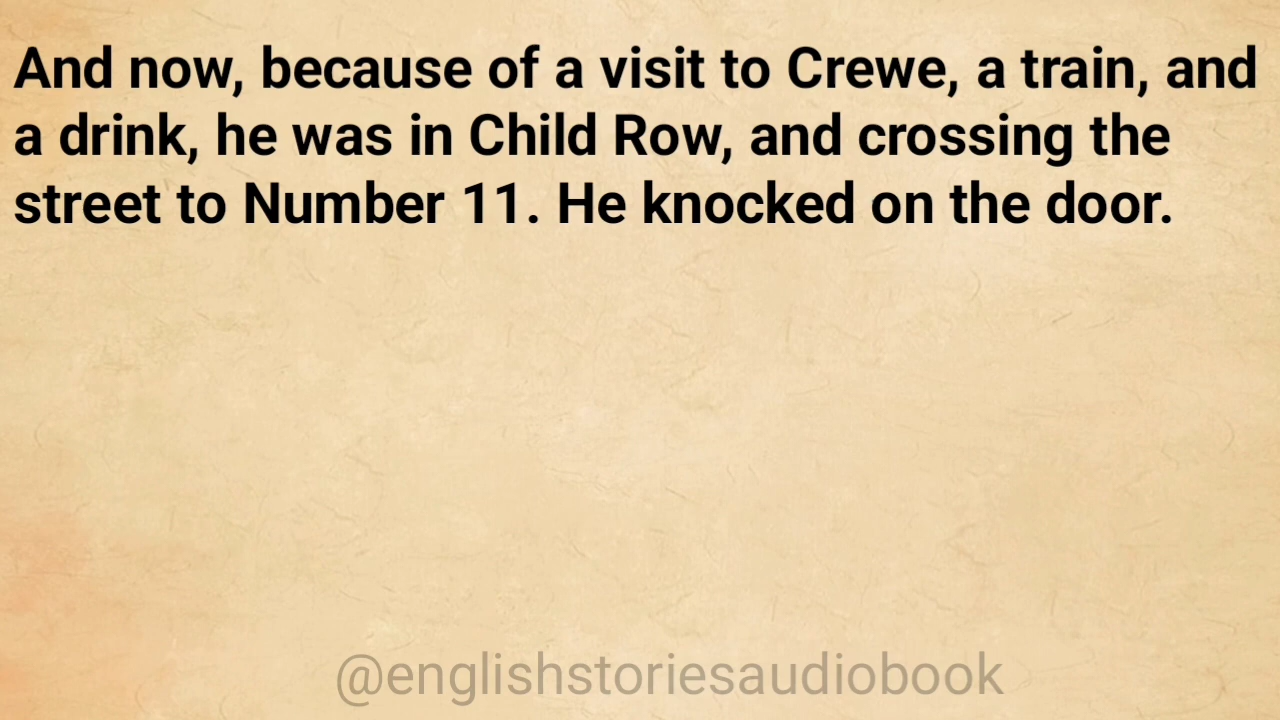 And now, because of a visit to Crewe, a train, and
a drink, he was in Child Row, and crossing the
street to Number 11. He knocked on the door.
@englishstoriesaudiobook